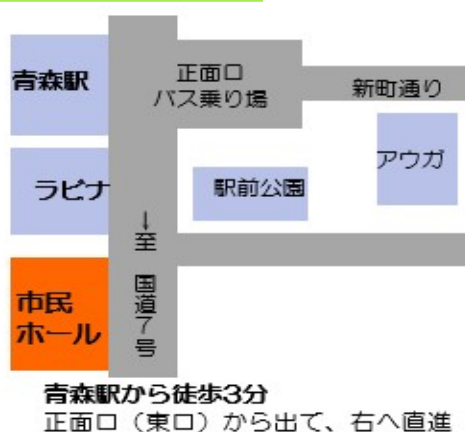 青森駅
正面口
バス乗り場
新町通り
アウガ
ラビナ
駅前公園
↓至 国道7号
市民
ホール
青森駅から徒歩3分
正面口（東口）から出て、右へ直進